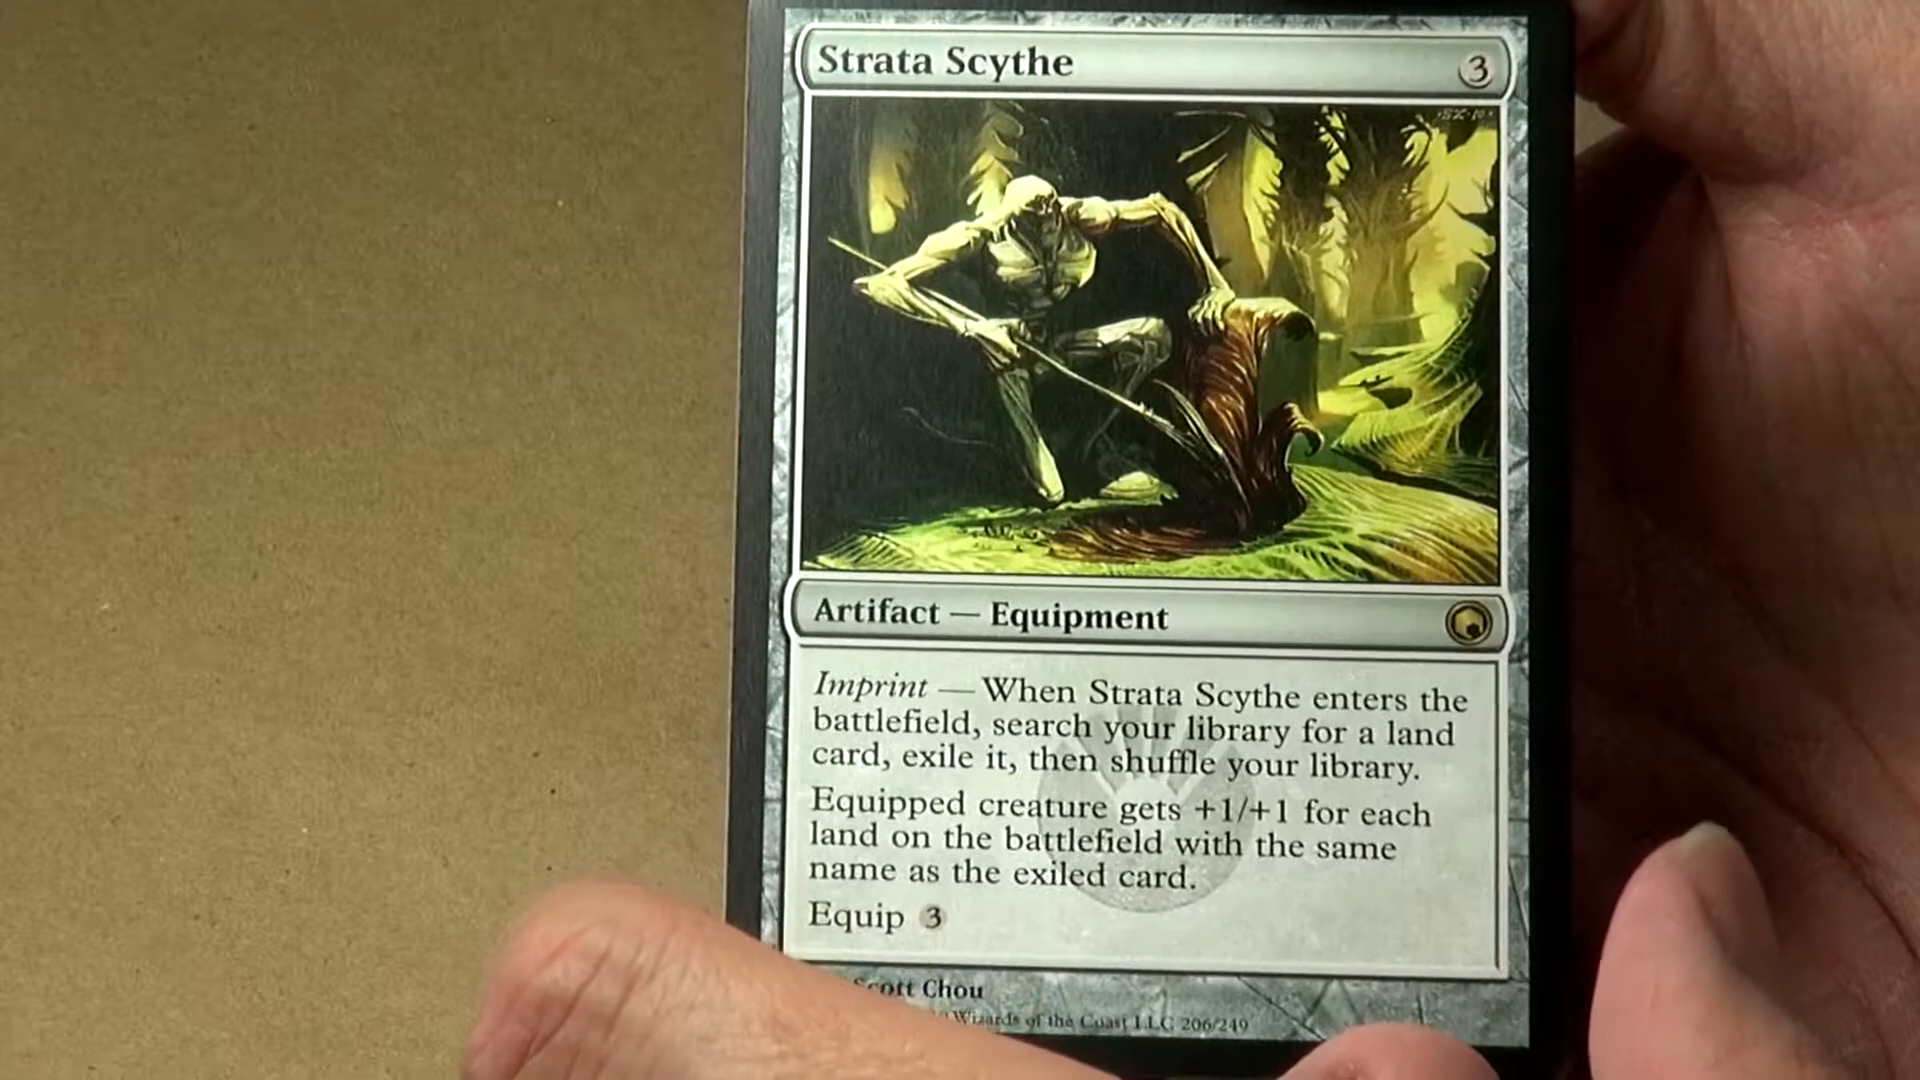 Strata Scythe 3
Artifact — Equipment
Imprint — When Strata Scythe enters the
battlefield, search your library for a land
card, exile it, then shuffle your library.
Equipped creature gets +1/+1 for each
land on the battlefield with the same
name as the exiled card.
Equip 3
Scott Chou
Wizards of the Coast LLC 206/249